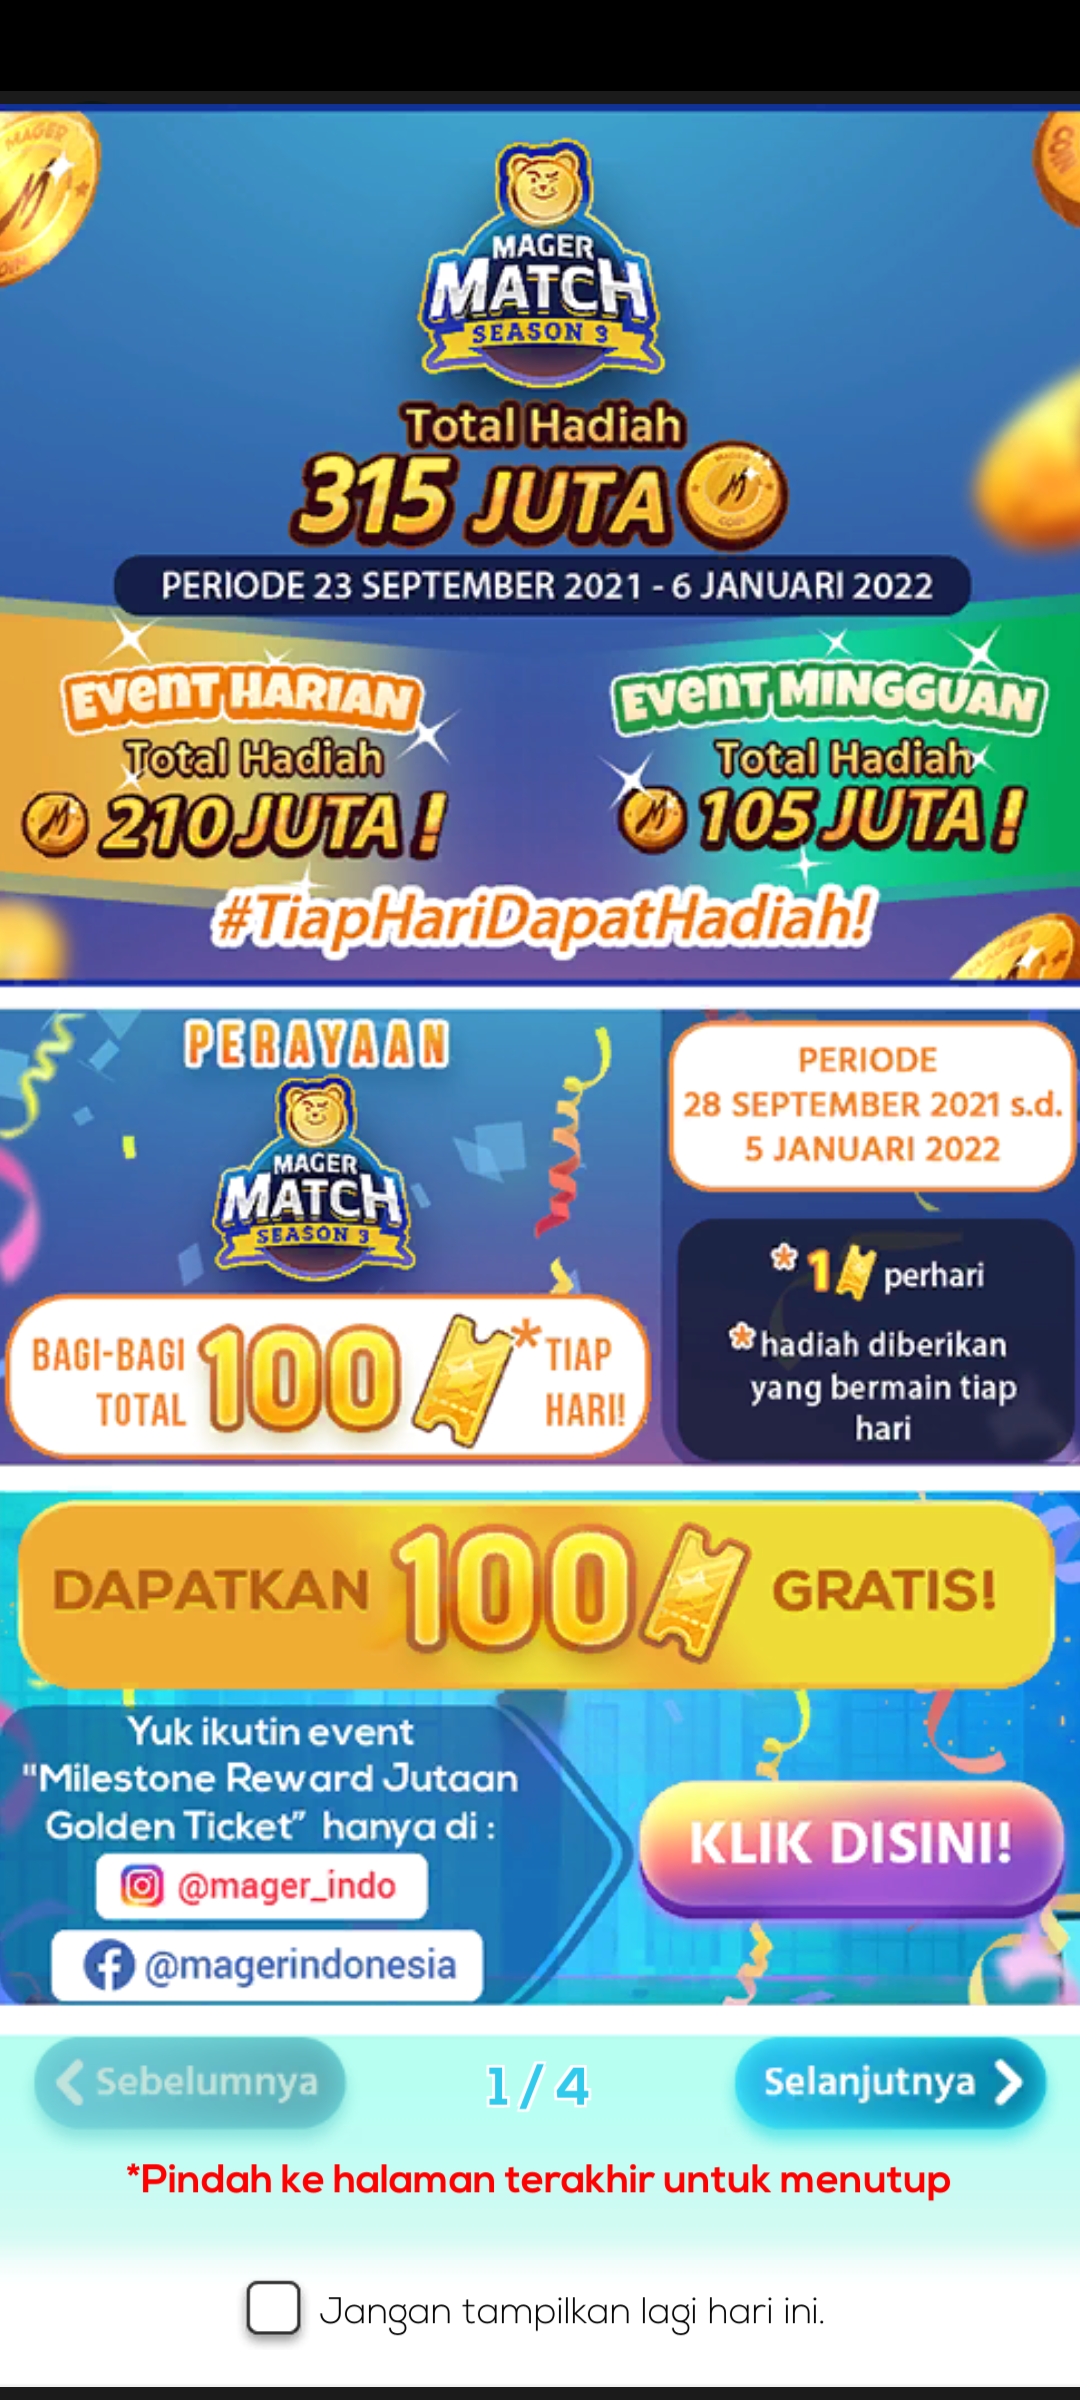 MAGER
MATCH
SEASON 3
Total Hadiah
315 JUTA
PERIODE 23 SEPTEMBER 2021 - 6 JANUARI 2022
EVENT HARIAN
Total Hadiah
210 JUTA !
EVENT MINGGUAN
Total Hadiah
105 JUTA !
#TiapHariDapatHadiah!
PERAYAAN
MAGER
MATCH
SEASON 3
BAGI-BAGI
TOTAL
100
*TIAP
HARI!
PERIODE
28 SEPTEMBER 2021 s.d.
5 JANUARI 2022
*1 perhari
*hadiah diberikan
yang bermain tiap
hari
DAPATKAN 100 GRATIS!
Yuk ikutin event
"Milestone Reward Jutaan
Golden Ticket" hanya di :
@mager_indo
@magerindonesia
KLIK DISINI!
Sebelumnya
1/4
Selanjutnya
*Pindah ke halaman terakhir untuk menutup
Jangan tampilkan lagi hari ini.